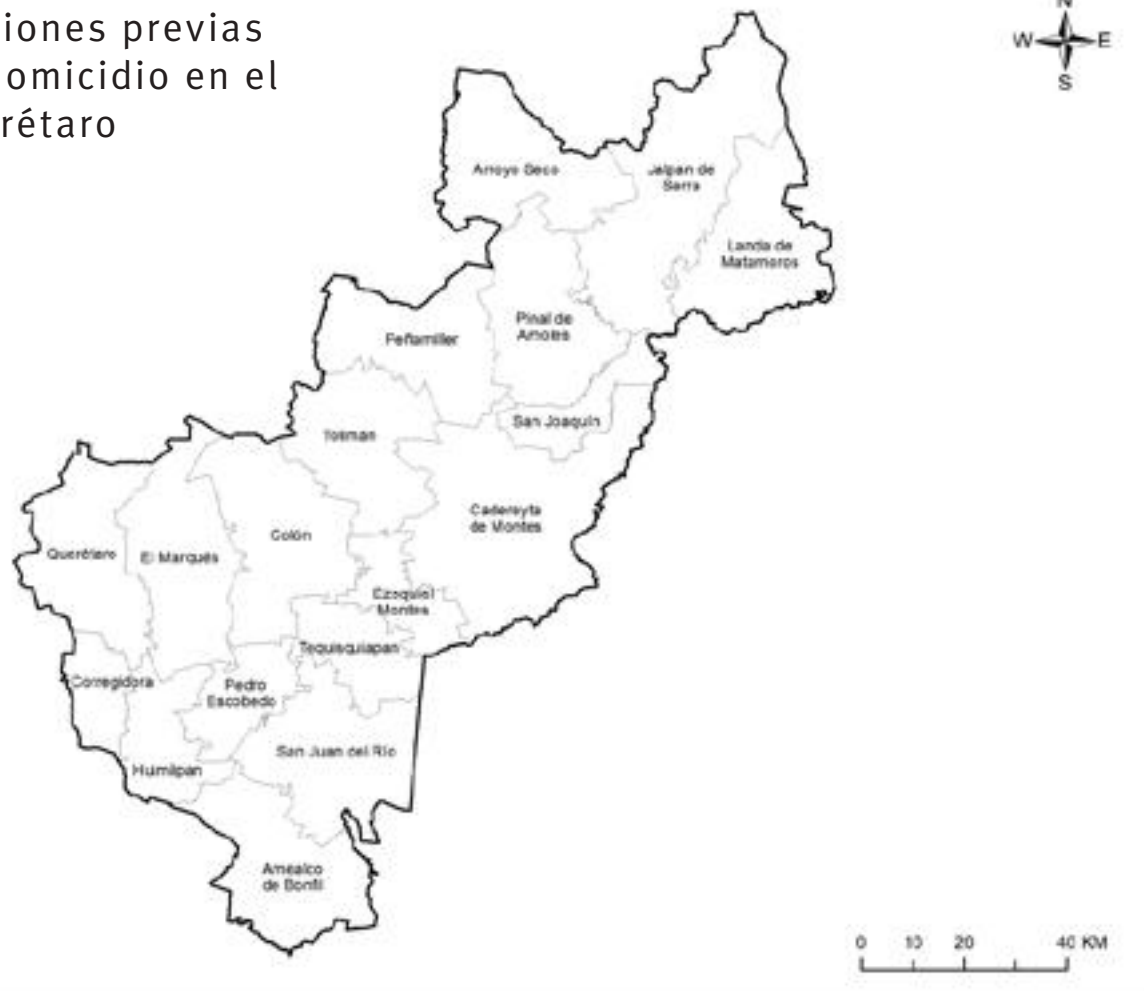 iones previas
omicidio en el
rétaro
N
W E
S
Arroyo Seco
Jalpan de
Serra
Landa de
Matamoros
Peñamiller
Pinal de
Amoles
San Joaquín
Tolimán
Cadereyta
de Montes
Colón
Querétaro
El Marqués
Ezequiel
Montes
Tequisquiapan
Corregidora
Pedro
Escobedo
San Juan del Río
Huimilpan
Amealco
de Bonfil
0 10 20 40 KM